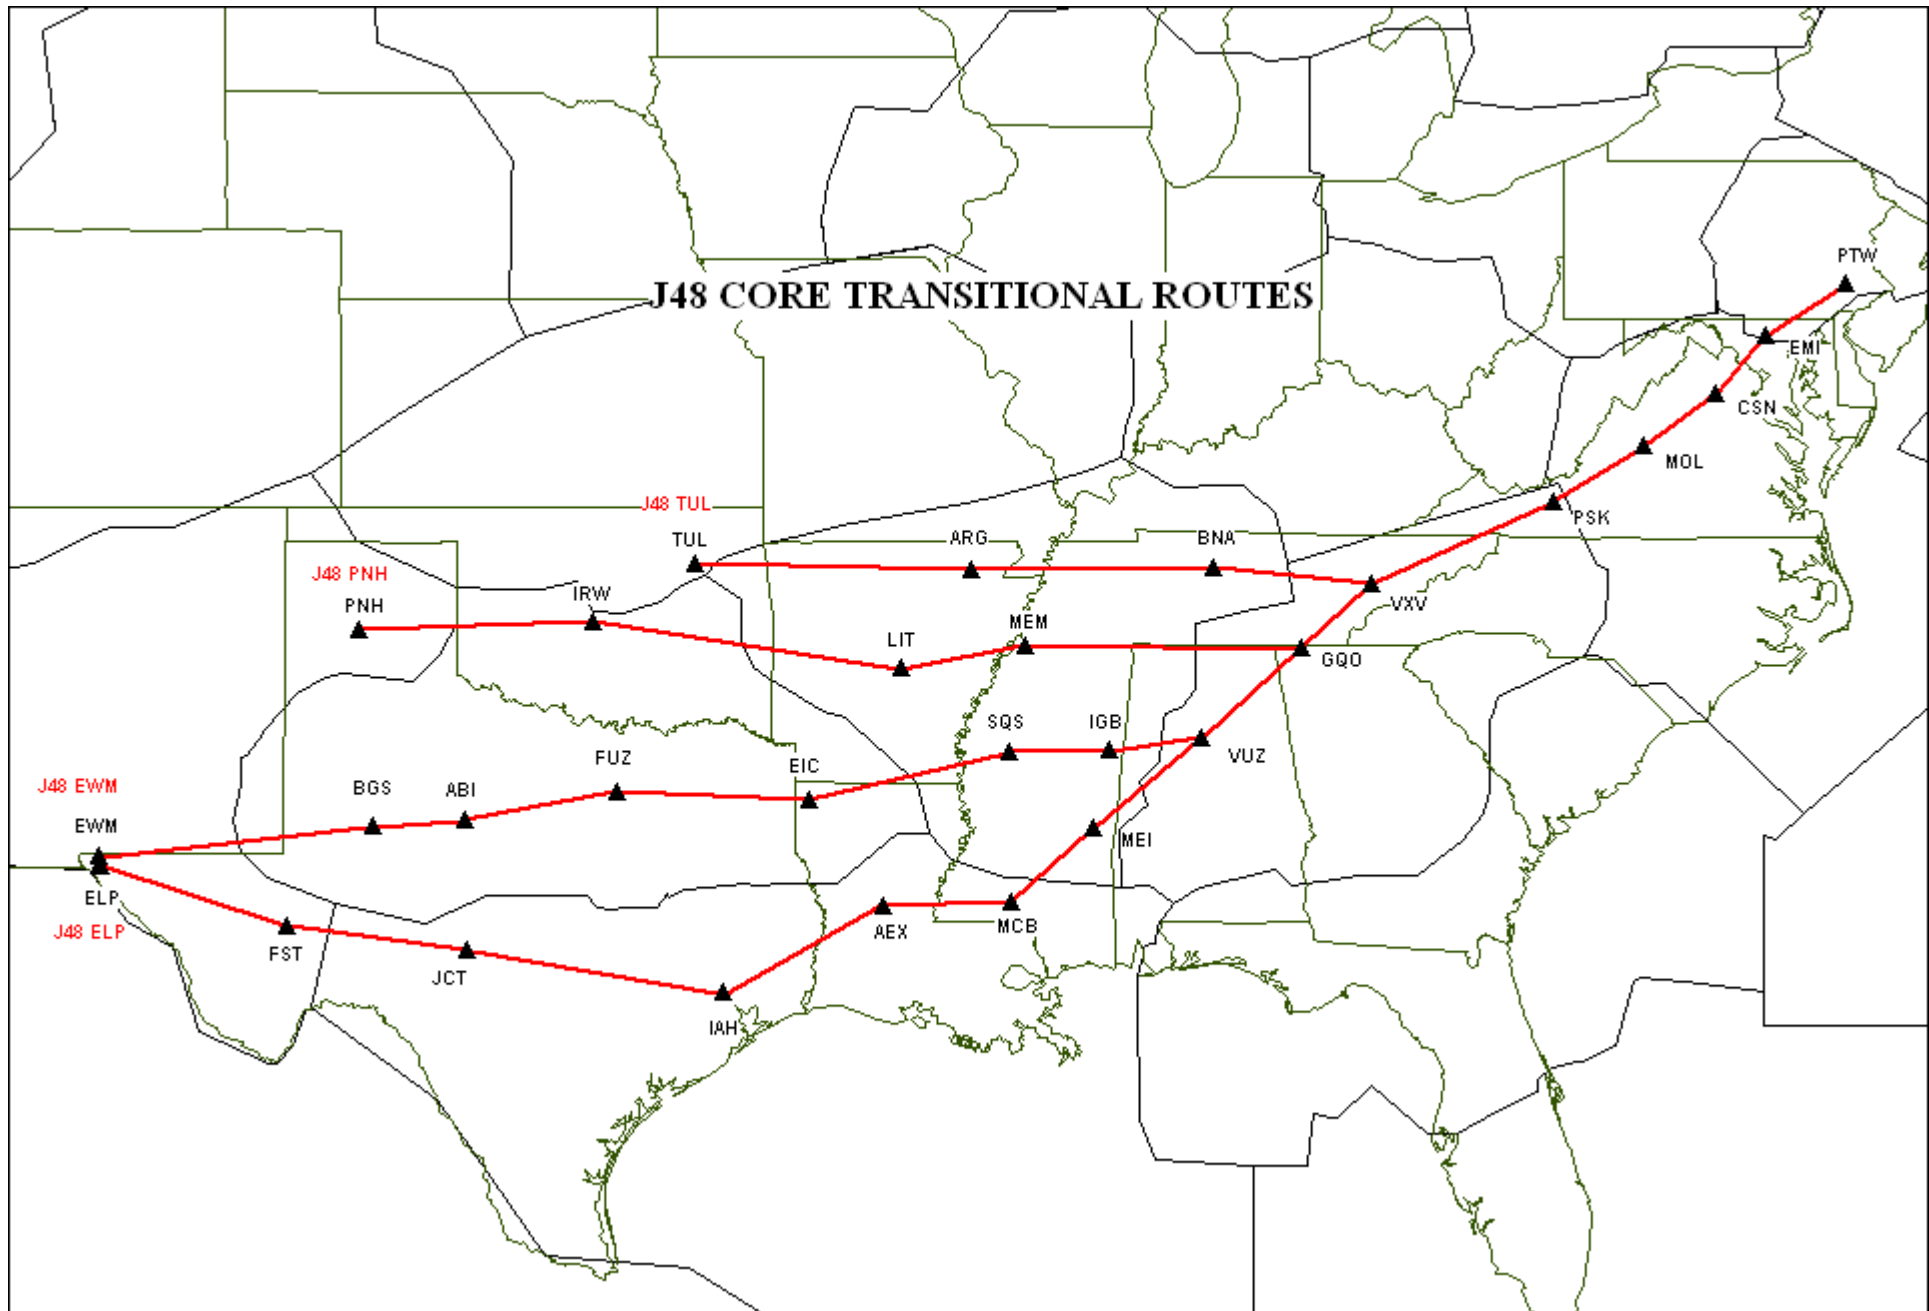 PTW
J48 CORE TRANSITIONAL ROUTES
EMI
CSN
MOL
J48 TUL
PSK
TUL
ARG
BNA
J48 PNH
IRW
PNH
VXV
MEM
LIT
GQO
SQS
IGB
VUZ
FUZ
EIC
J48 EWM
BGS
ABI
EWM
MEI
ELP
J48 ELP
AEX
MCB
FST
JCT
IAH